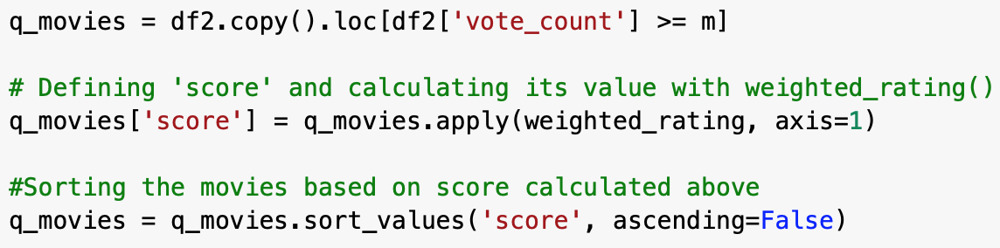 q_movies = df2.copy().loc[df2['vote_count'] >= m]
# Defining 'score' and calculating its value with weighted_rating()
q_movies['score'] = q_movies.apply(weighted_rating, axis=1)
#Sorting the movies based on score calculated above
q_movies = q_movies.sort_values('score', ascending=False)